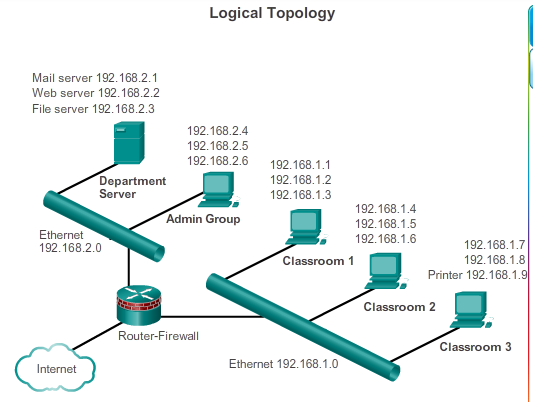 Logical Topology
Mail server 192.168.2.1
Web server 192.168.2.2
File server 192.168.2.3
Department
Server
192.168.2.4
192.168.2.5
192.168.2.6
Admin Group
192.168.1.1
192.168.1.2
192.168.1.3
Classroom 1
192.168.1.4
192.168.1.5
192.168.1.6
Classroom 2
192.168.1.7
192.168.1.8
Printer 192.168.1.9
Classroom 3
Ethernet
192.168.2.0
Router-Firewall
Ethernet 192.168.1.0
Internet